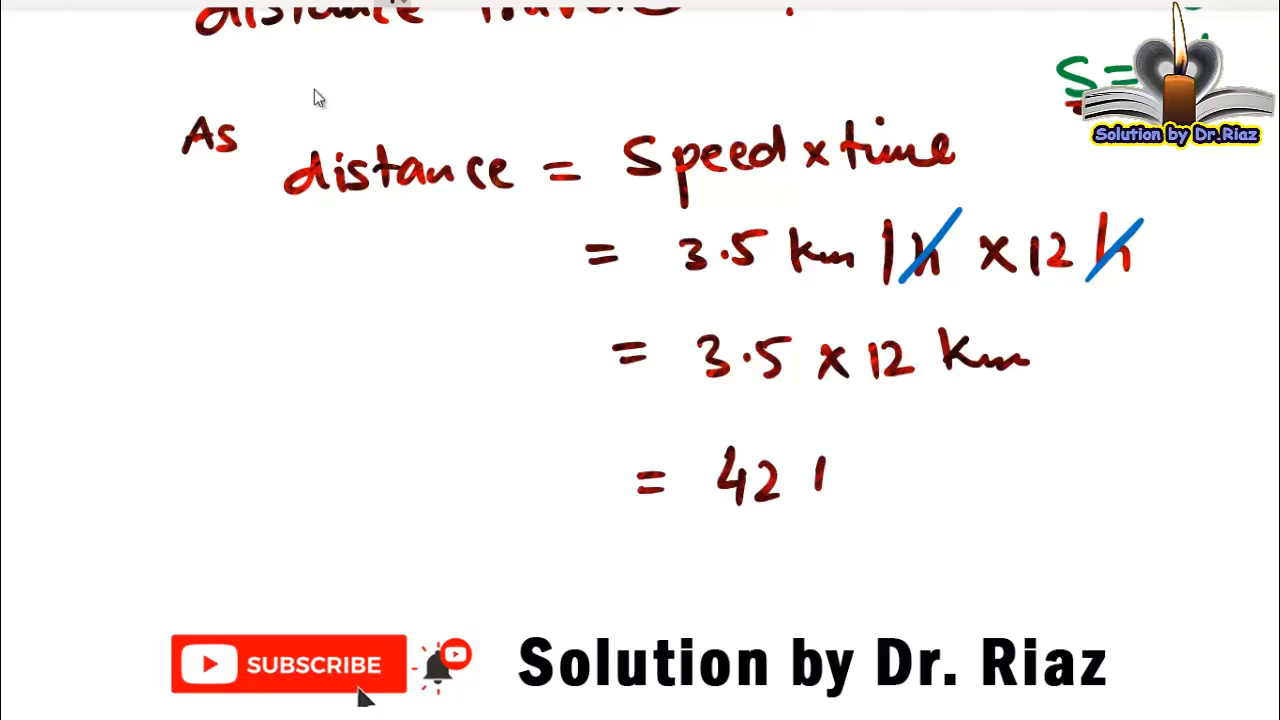 distance
S=
Solution by Dr.Riaz
As distance = Speed x time
= 3.5 km |h x 12 h
= 3.5 x 12 km
= 42 l
SUBSCRIBE
Solution by Dr. Riaz